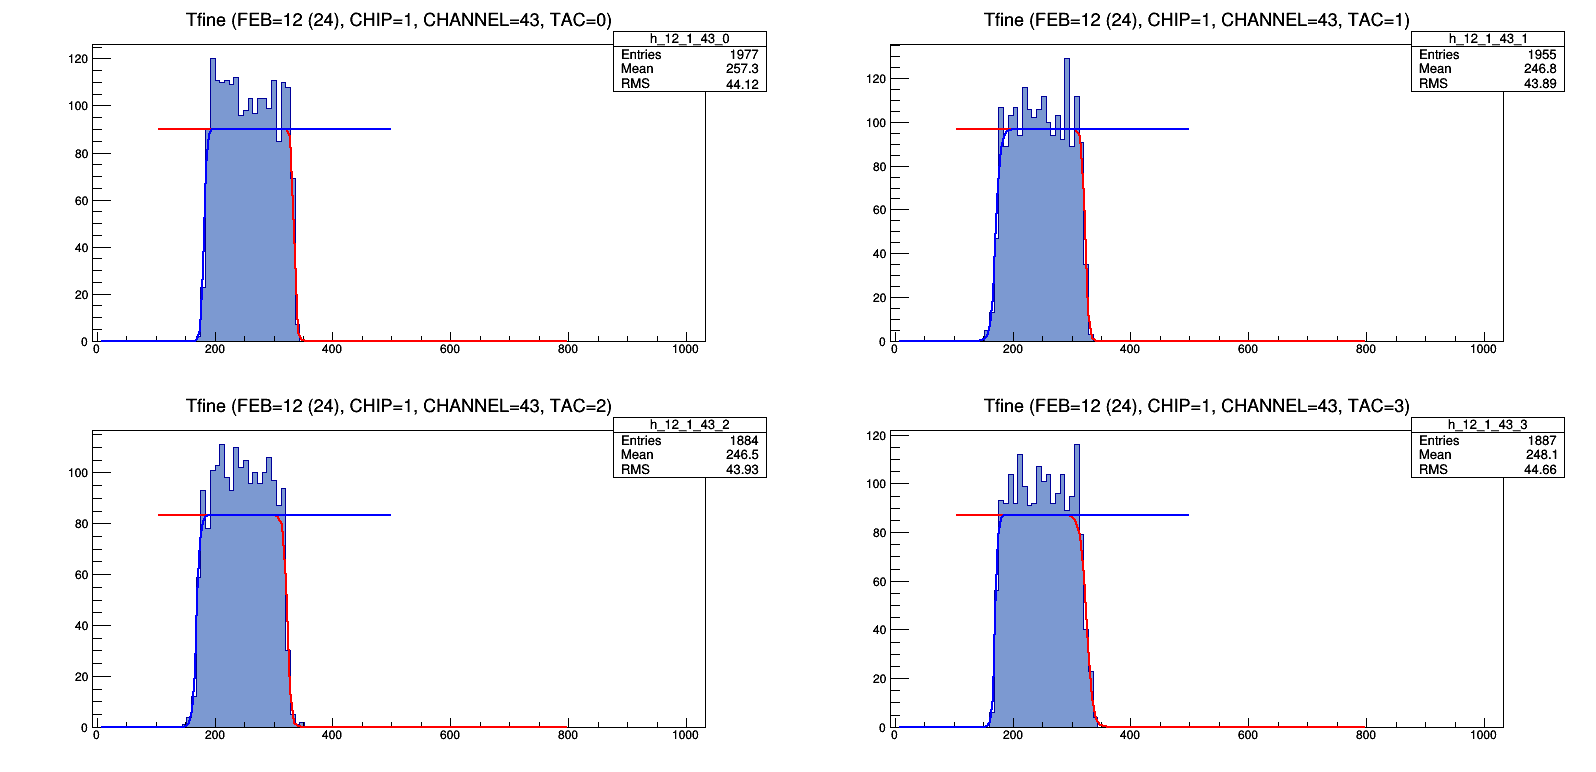 Tfine (FEB=12 (24), CHIP=1, CHANNEL=43, TAC=0)
h_12_1_43_0
Entries 1977
Mean 257.3
RMS 44.12
120
100
80
60
40
20
0
0 200 400 600 800 1000
Tfine (FEB=12 (24), CHIP=1, CHANNEL=43, TAC=1)
h_12_1_43_1
Entries 1955
Mean 246.8
RMS 43.89
120
100
80
60
40
20
0
0 200 400 600 800 1000
Tfine (FEB=12 (24), CHIP=1, CHANNEL=43, TAC=2)
h_12_1_43_2
Entries 1884
Mean 246.5
RMS 43.93
100
80
60
40
20
0
0 200 400 600 800 1000
Tfine (FEB=12 (24), CHIP=1, CHANNEL=43, TAC=3)
h_12_1_43_3
Entries 1887
Mean 248.1
RMS 44.66
120
100
80
60
40
20
0
0 200 400 600 800 1000